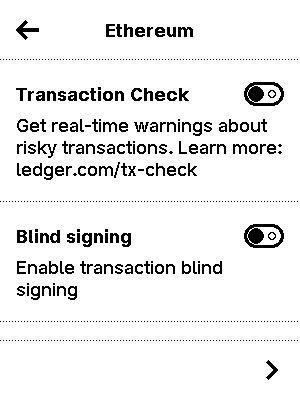 Ethereum
Transaction Check
Get real-time warnings about
risky transactions. Learn more:
ledger.com/tx-check
Blind signing
Enable transaction blind
signing